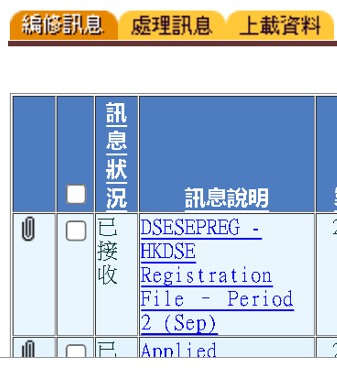 編修訊息 處理訊息 上載資料
訊息狀況 訊息說明
已接收 DSESEPREG -
HKDSE
Registration
File - Period
2 (Sep)
已 Applied